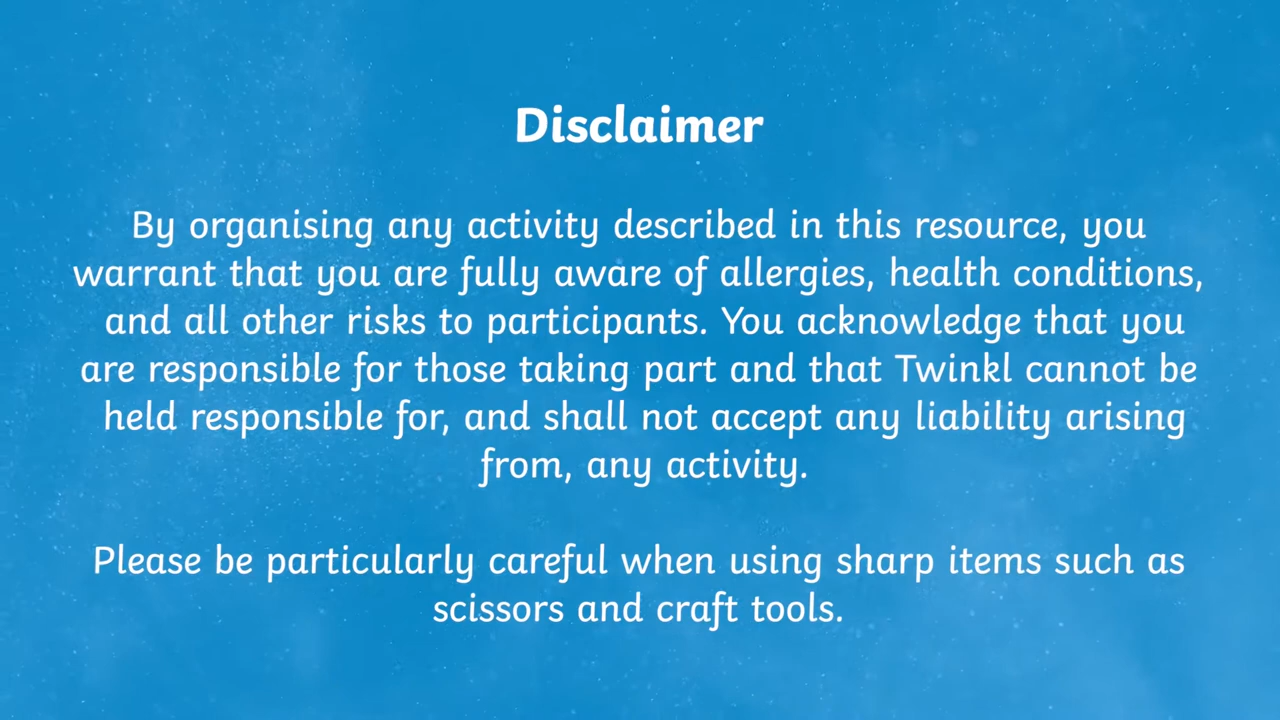 Disclaimer
By organising any activity described in this resource, you
warrant that you are fully aware of allergies, health conditions,
and all other risks to participants. You acknowledge that you
are responsible for those taking part and that Twinkl cannot be
held responsible for, and shall not accept any liability arising
from, any activity.
Please be particularly careful when using sharp items such as
scissors and craft tools.